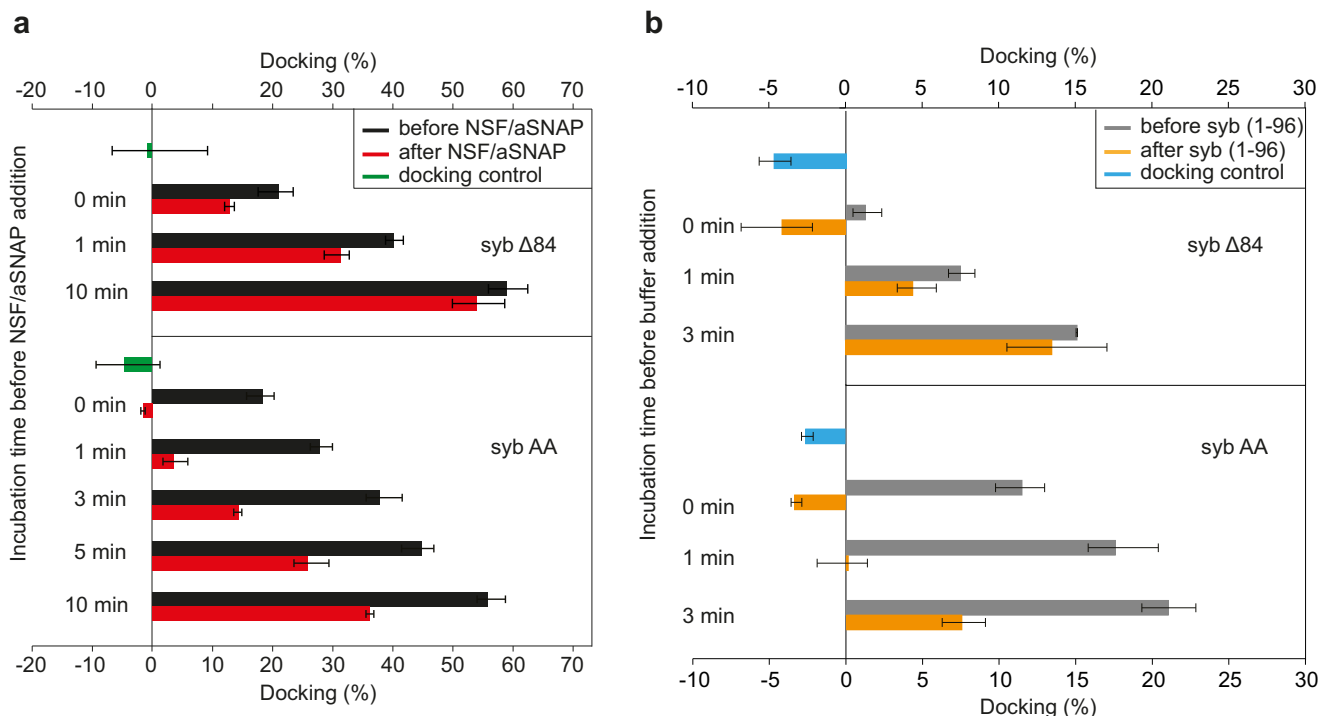 a
Docking (%)
-20 -10 0 10 20 30 40 50 60 70
before NSF/aSNAP
after NSF/aSNAP
docking control
Incubation time before NSF/aSNAP addition
0 min
1 min
10 min
syb Δ84
0 min
1 min
3 min
5 min
10 min
syb AA
-20 -10 0 10 20 30 40 50 60 70
Docking (%)
b
Docking (%)
-10 -5 0 5 10 15 20 25 30
before syb (1-96)
after syb (1-96)
docking control
Incubation time before buffer addition
0 min
1 min
3 min
syb Δ84
0 min
1 min
3 min
syb AA
-10 -5 0 5 10 15 20 25 30
Docking (%)